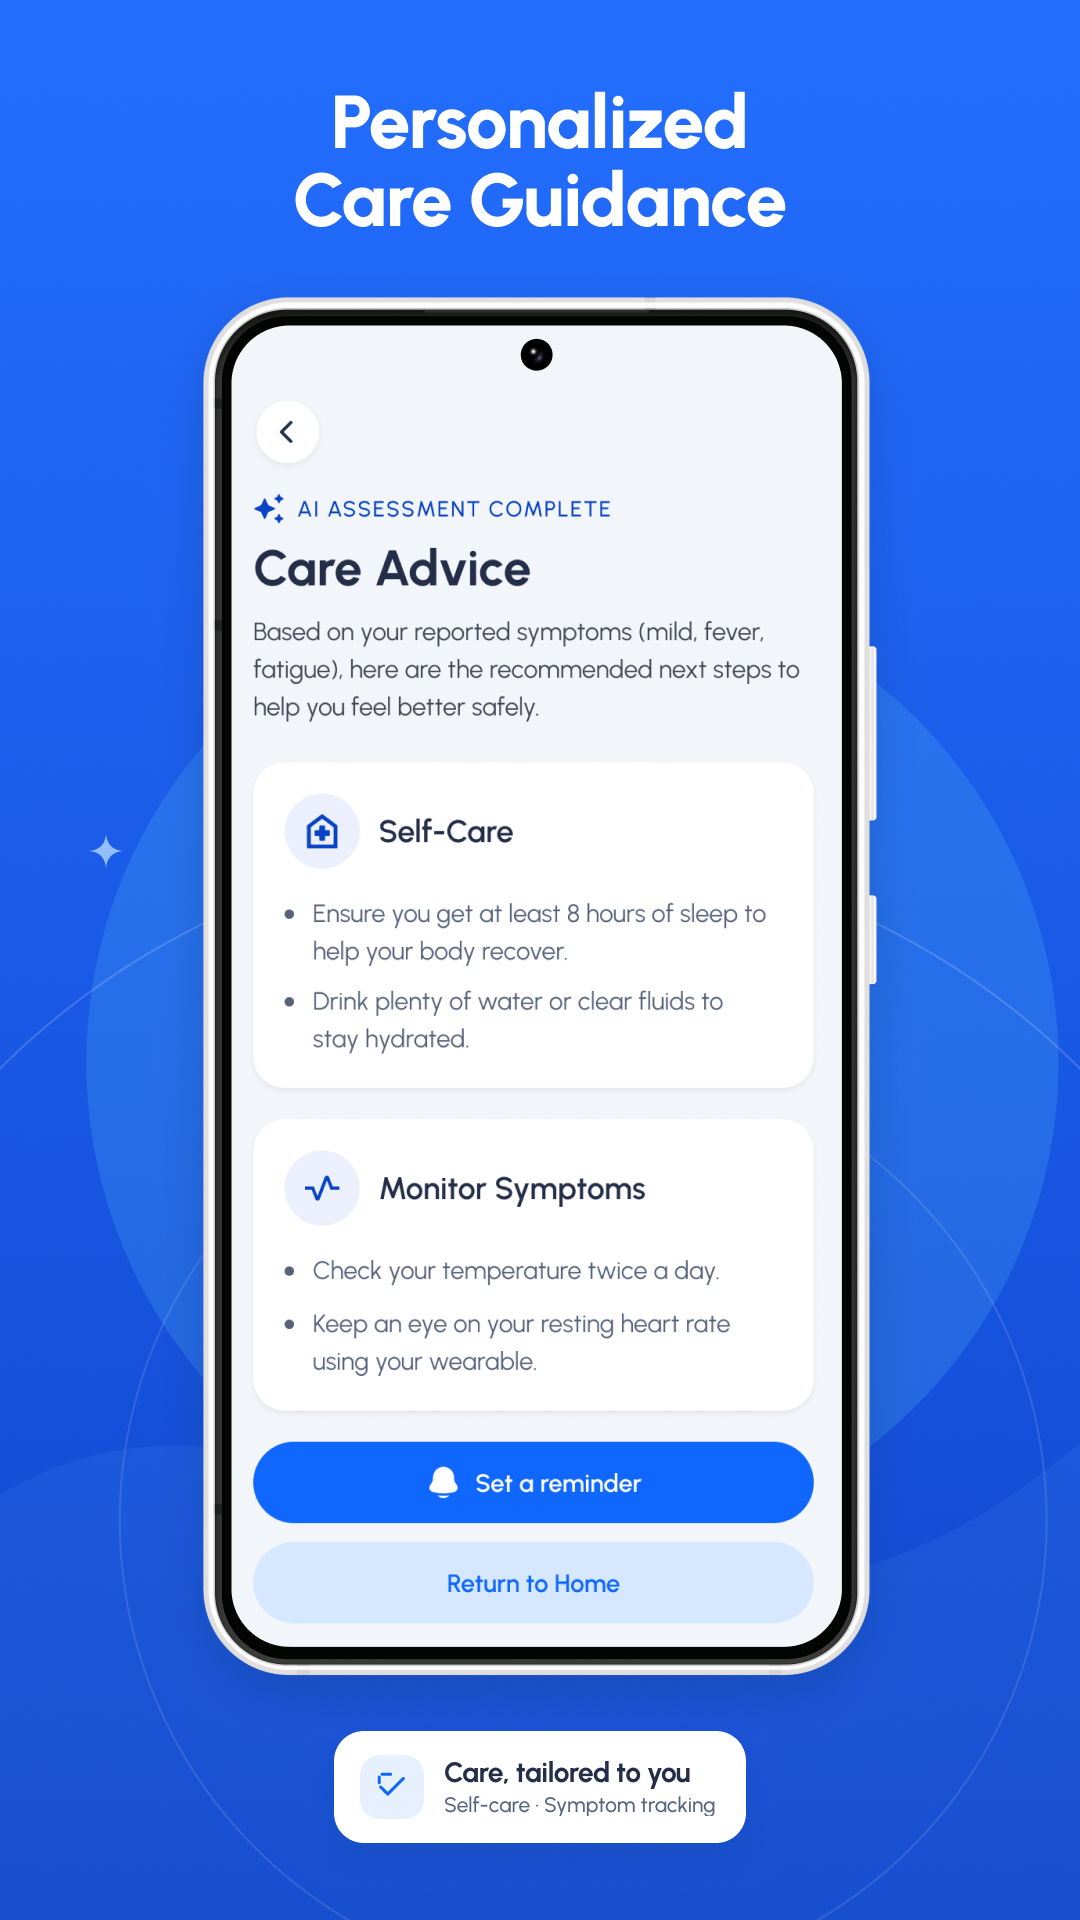 Personalized
Care Guidance
AI ASSESSMENT COMPLETE
Care Advice
Based on your reported symptoms (mild, fever,
fatigue), here are the recommended next steps to
help you feel better safely.
Self-Care
• Ensure you get at least 8 hours of sleep to
help your body recover.
• Drink plenty of water or clear fluids to
stay hydrated.
Monitor Symptoms
• Check your temperature twice a day.
• Keep an eye on your resting heart rate
using your wearable.
Set a reminder
Return to Home
Care, tailored to you
Self-care · Symptom tracking